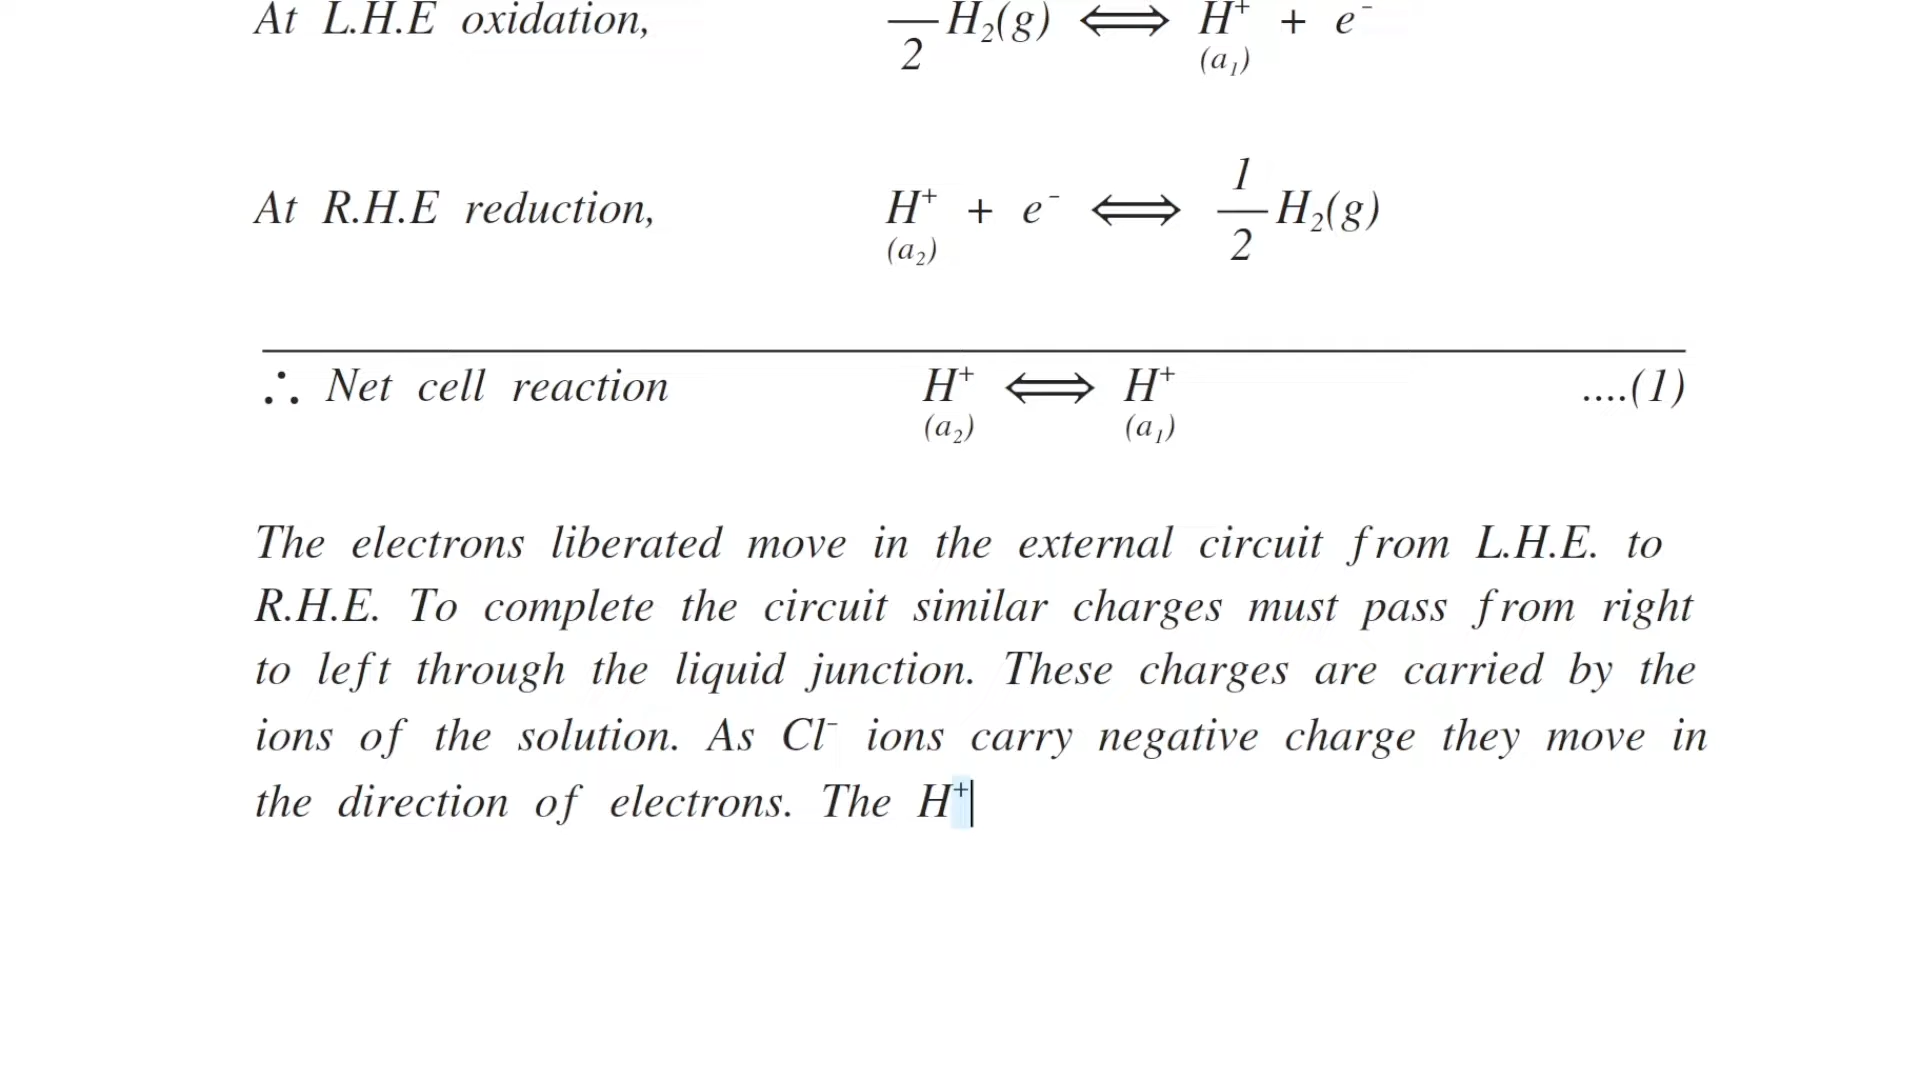 At L.H.E oxidation, —/2 H₂(g) ⟺ H⁺ + e⁻
(a₁)
At R.H.E reduction, H⁺ + e⁻ ⟺ 1/2 H₂(g)
(a₂)
∴ Net cell reaction H⁺ ⟺ H⁺ ....(1)
(a₂) (a₁)
The electrons liberated move in the external circuit from L.H.E. to
R.H.E. To complete the circuit similar charges must pass from right
to left through the liquid junction. These charges are carried by the
ions of the solution. As Cl⁻ ions carry negative charge they move in
the direction of electrons. The H⁺